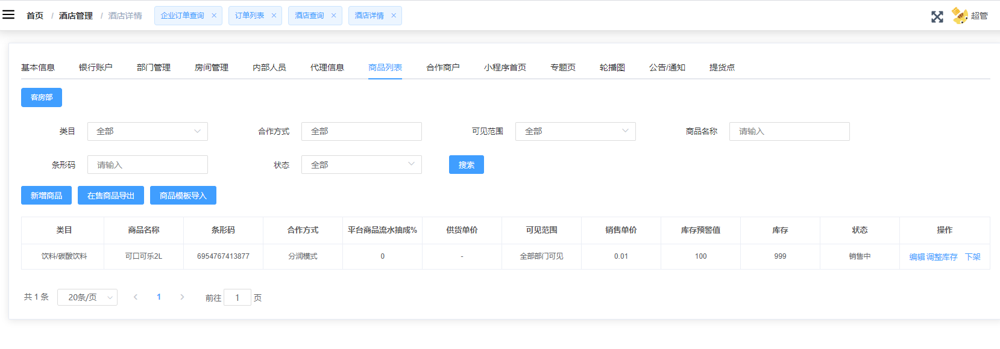 首页 / 酒店管理 / 酒店详情 企业订单查询 × 订单列表 × 酒店查询 × 酒店详情 × 超管
基本信息 银行账户 部门管理 房间管理 内部人员 代理信息 商品列表 合作商户 小程序首页 专题页 轮播图 公告/通知 提货点
客房部
类目 全部 合作方式 全部 可见范围 全部 商品名称 请输入
条形码 请输入 状态 全部 搜索
新增商品 在售商品导出 商品模板导入
类目 商品名称 条形码 合作方式 平台商品流水抽成% 供货单价 可见范围 销售单价 库存预警值 库存 状态 操作
饮料/碳酸饮料 可口可乐2L 6954767413877 分润模式 0 - 全部部门可见 0.01 100 999 销售中 编辑 调整库存 下架
共 1 条 20条/页 < 1 > 前往 1 页